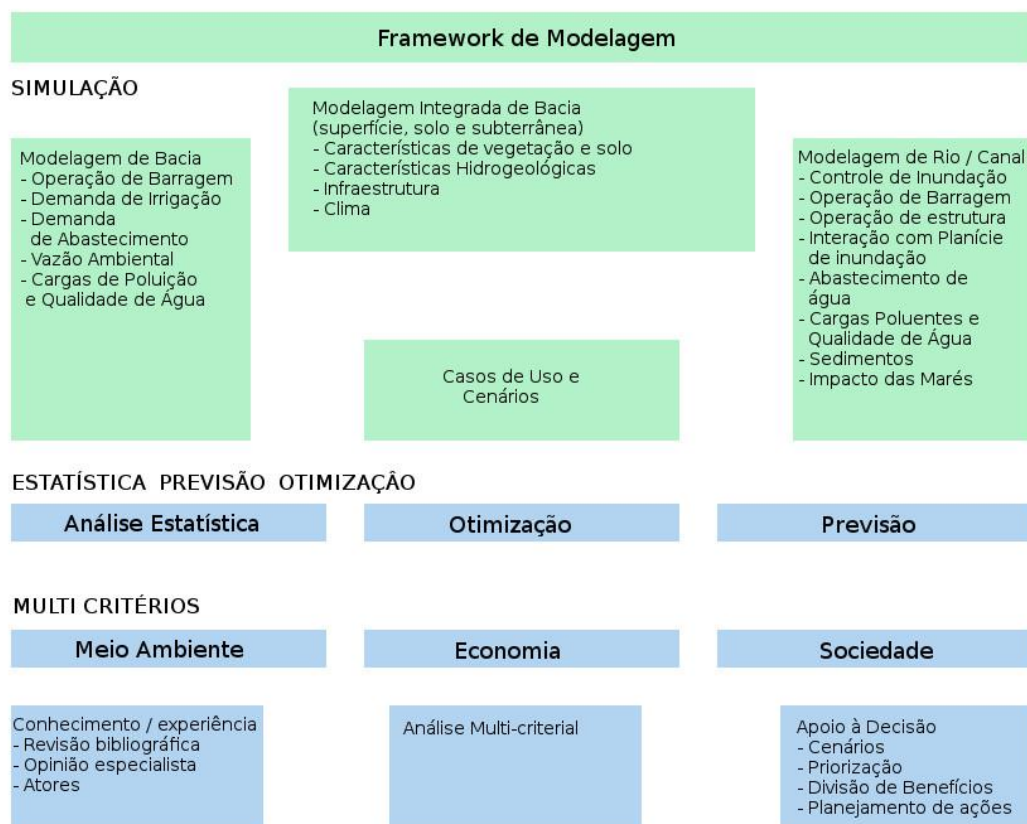 Framework de Modelagem
SIMULAÇÃO
Modelagem Integrada de Bacia
(superfície, solo e subterrânea)
- Características de vegetação e solo
- Características Hidrogeológicas
- Infraestrutura
- Clima
Modelagem de Bacia
- Operação de Barragem
- Demanda de Irrigação
- Demanda
de Abastecimento
- Vazão Ambiental
- Cargas de Poluição
e Qualidade de Água
Modelagem de Rio / Canal
- Controle de Inundação
- Operação de Barragem
- Operação de estrutura
- Interação com Planície
de inundação
- Abastecimento de
água
- Cargas Poluentes e
Qualidade de Água
- Sedimentos
- Impacto das Marés
Casos de Uso e
Cenários
ESTATÍSTICA PREVISÃO OTIMIZAÇÂO
Análise Estatística
Otimização
Previsão
MULTI CRITÉRIOS
Meio Ambiente
Economia
Sociedade
Conhecimento / experiência
- Revisão bibliográfica
- Opinião especialista
- Atores
Análise Multi-criterial
Apoio à Decisão
- Cenários
- Priorização
- Divisão de Benefícios
- Planejamento de ações